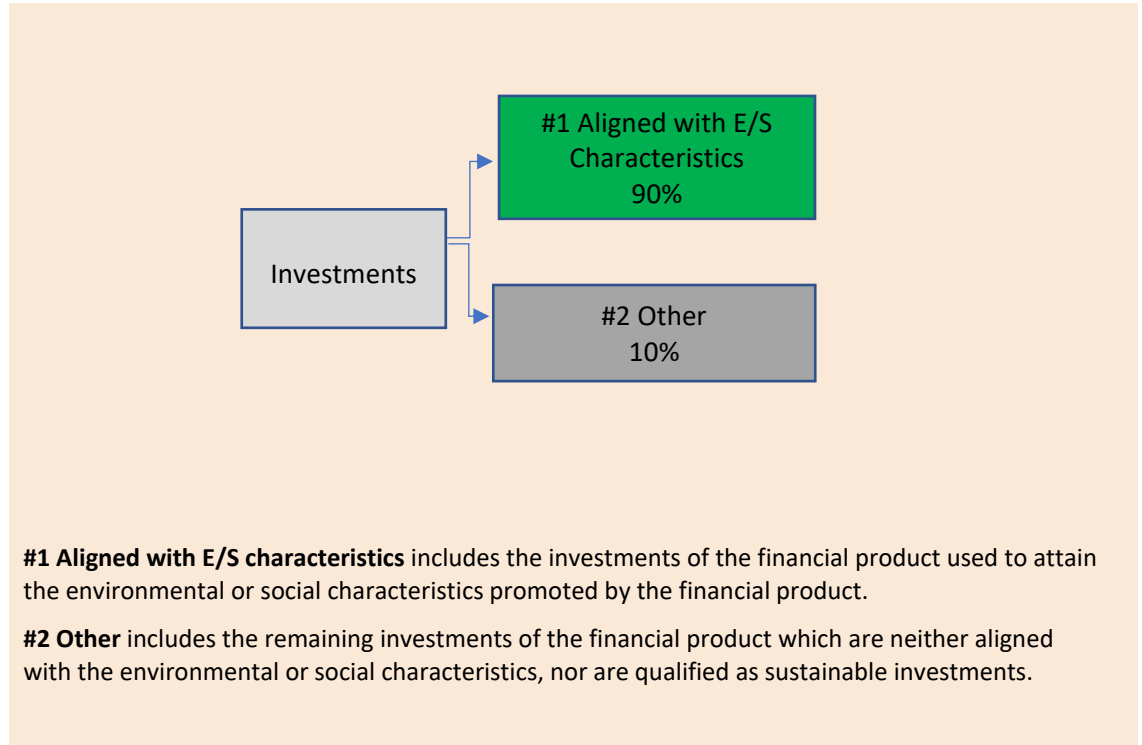 #1 Aligned with E/S
Characteristics
90%
Investments
#2 Other
10%
#1 Aligned with E/S characteristics includes the investments of the financial product used to attain
the environmental or social characteristics promoted by the financial product.
#2 Other includes the remaining investments of the financial product which are neither aligned
with the environmental or social characteristics, nor are qualified as sustainable investments.